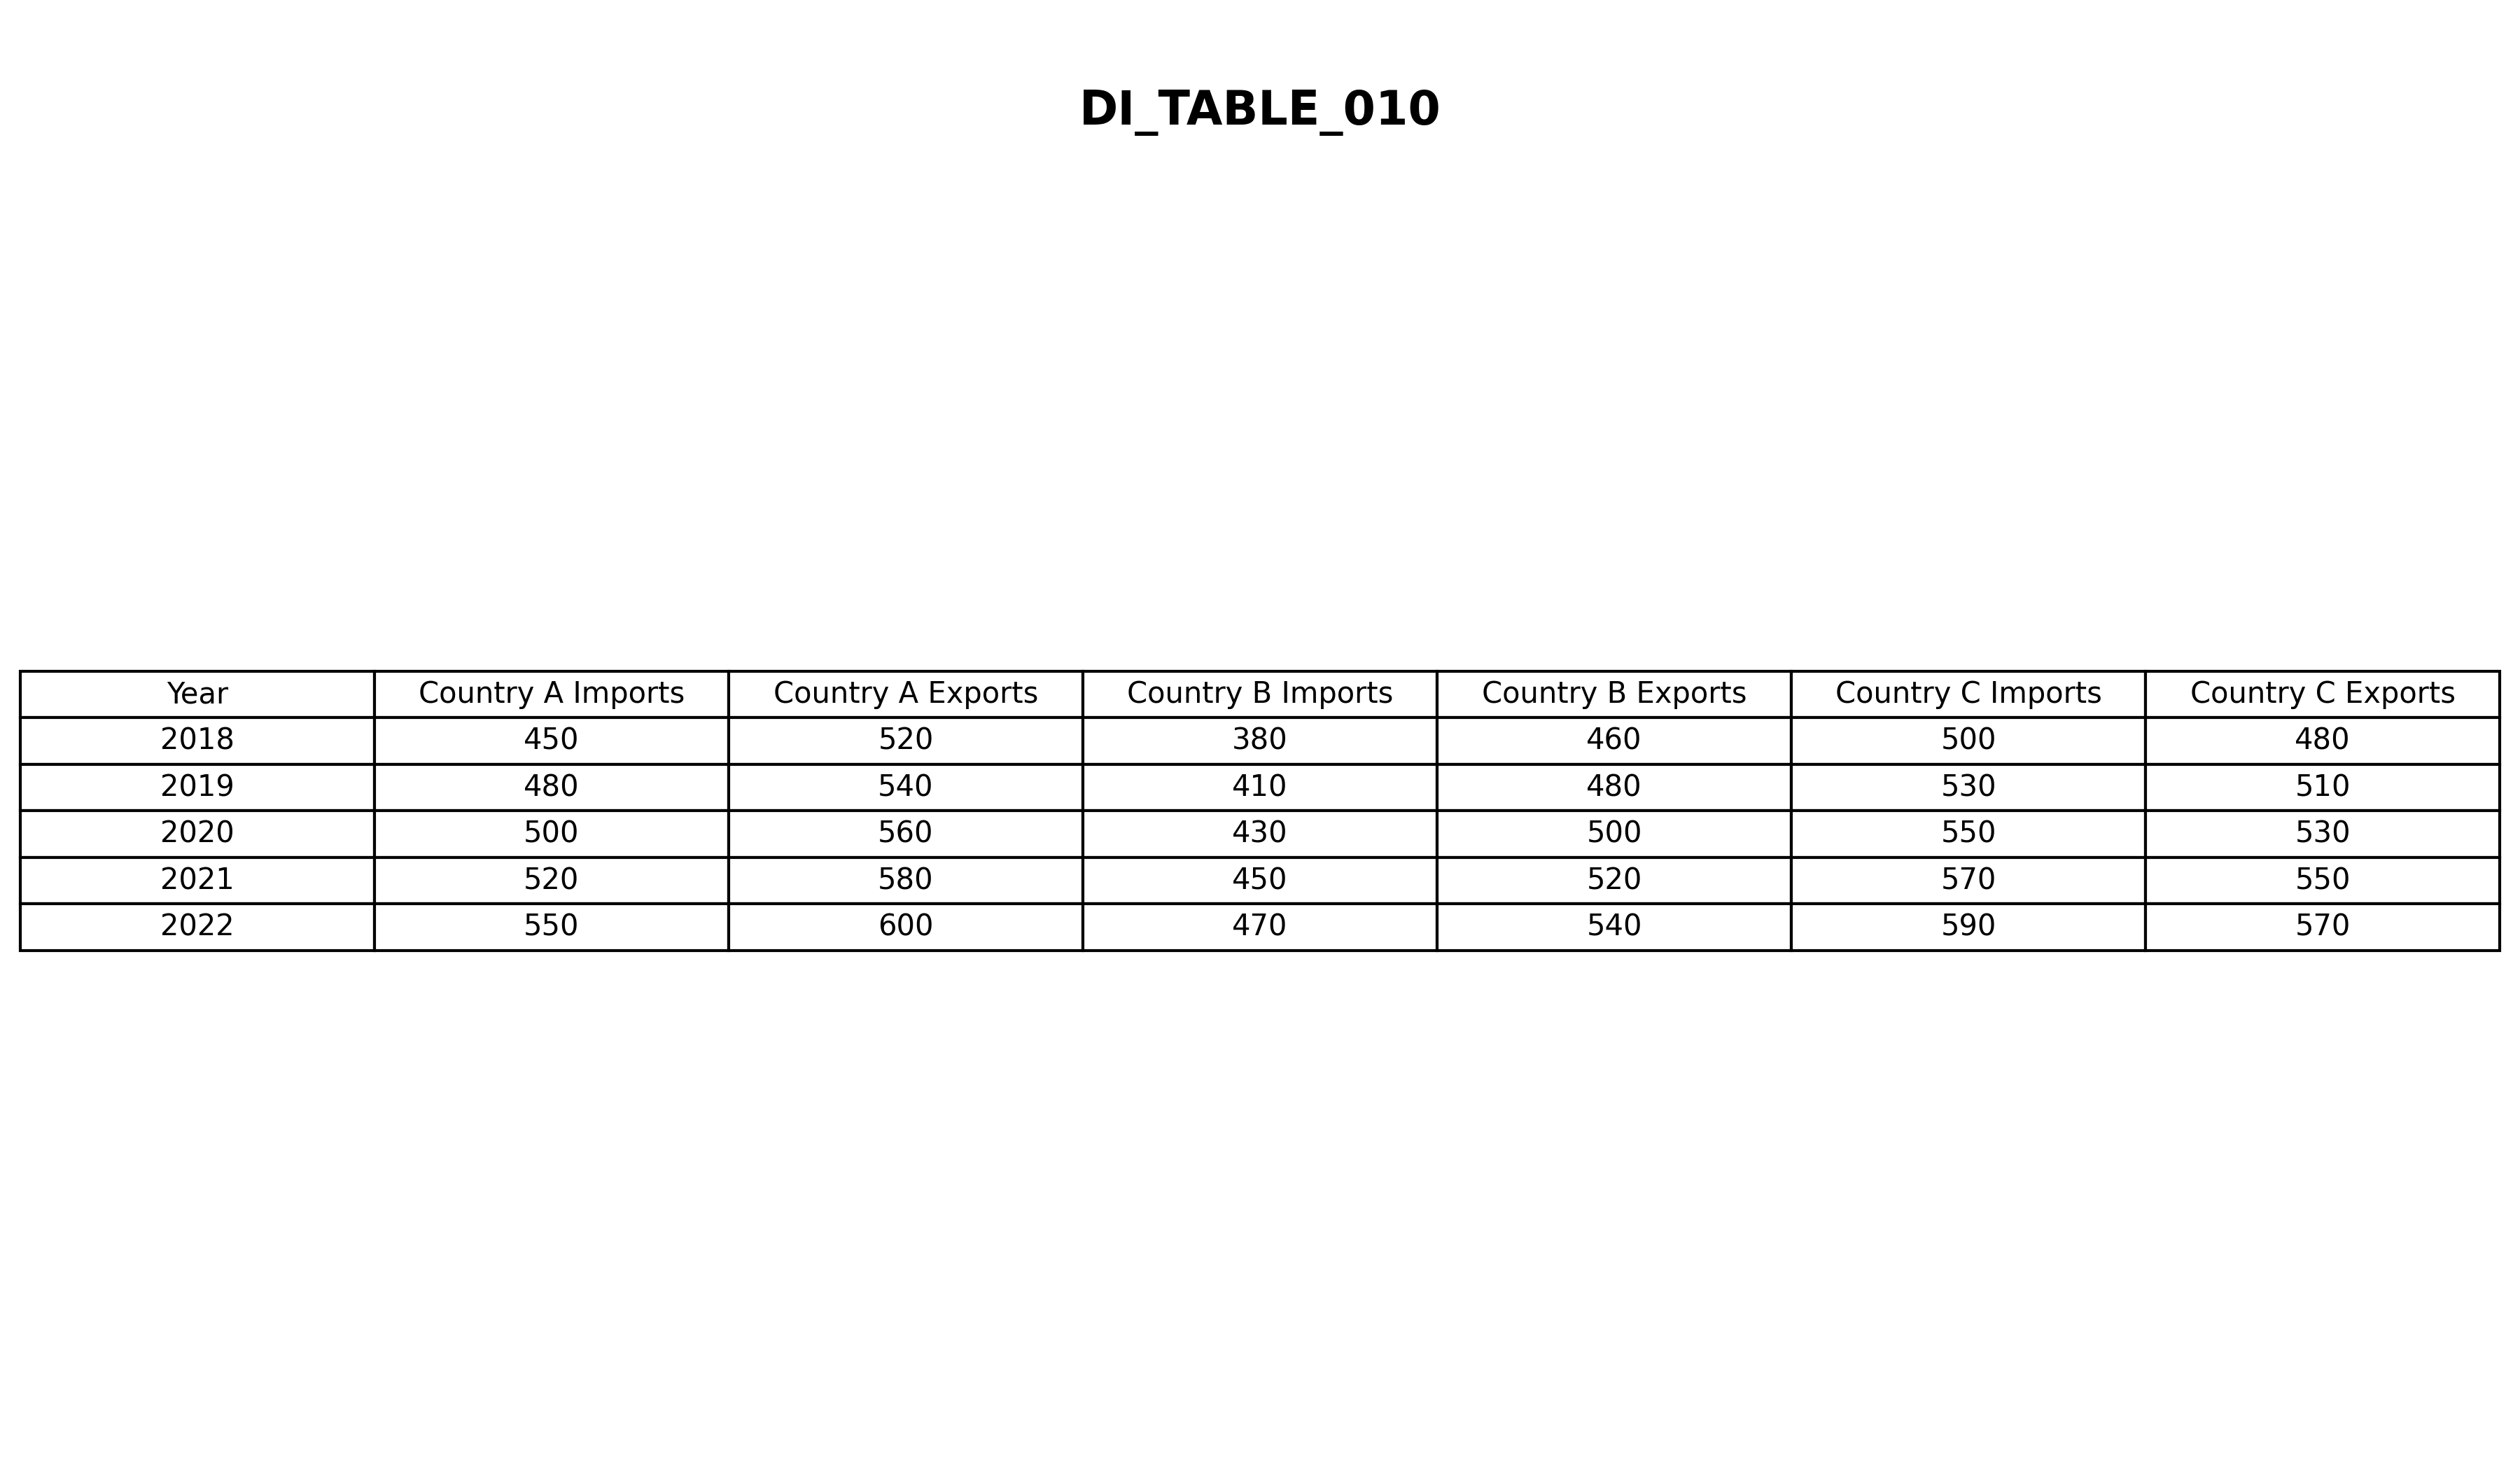 DI_TABLE_010
Year Country A Imports Country A Exports Country B Imports Country B Exports Country C Imports Country C Exports
2018 450 520 380 460 500 480
2019 480 540 410 480 530 510
2020 500 560 430 500 550 530
2021 520 580 450 520 570 550
2022 550 600 470 540 590 570